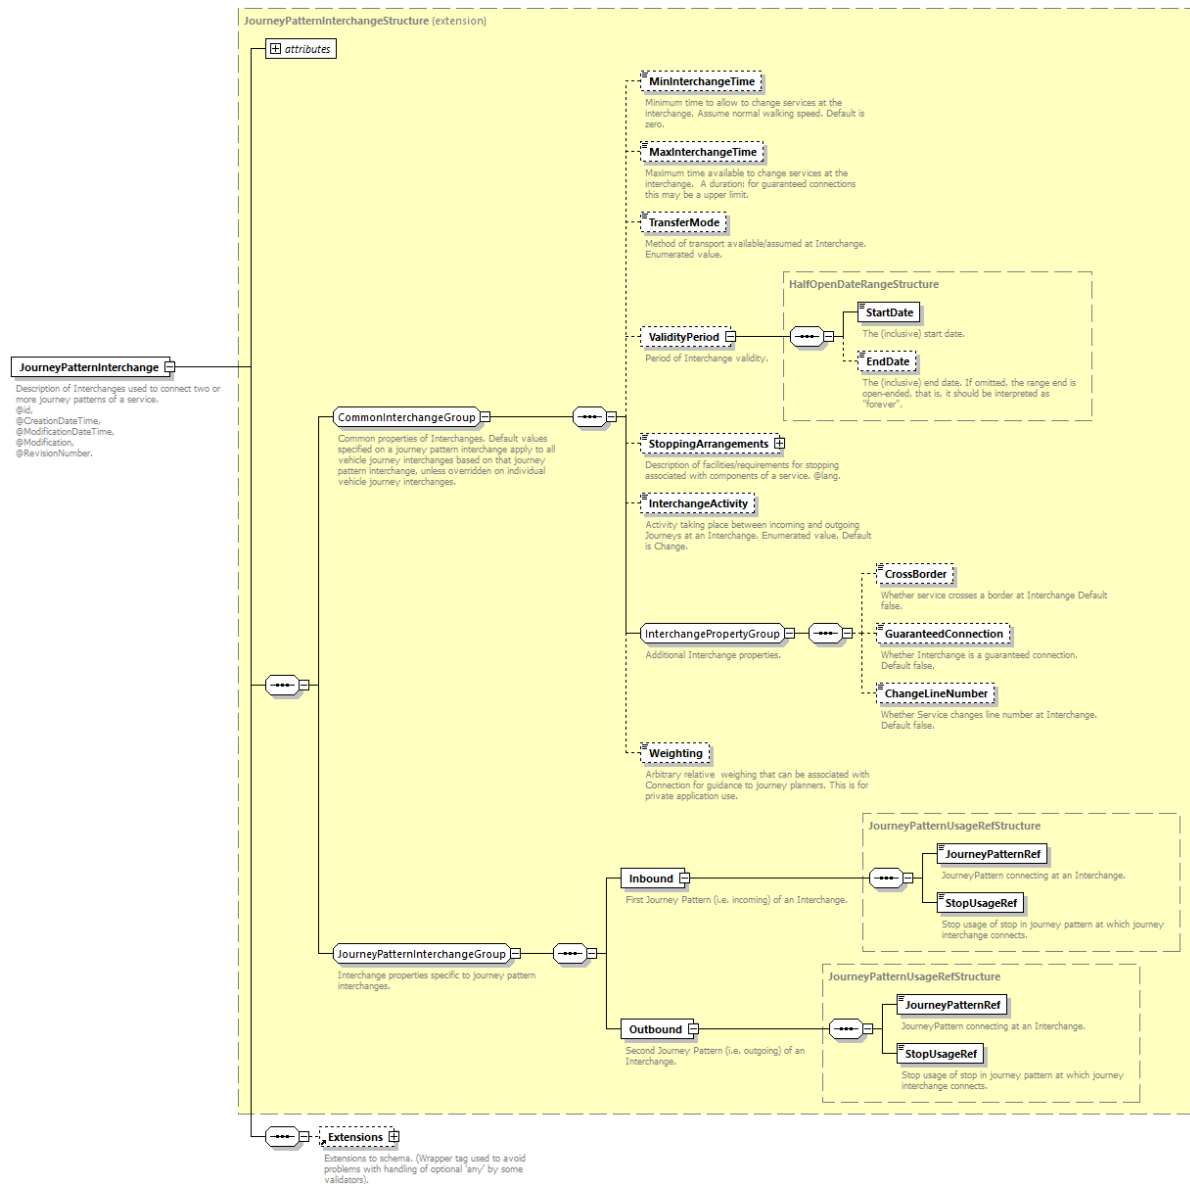 JourneyPatternInterchangeStructure (extension)
attributes
MinInterchangeTime
Minimum time to allow to change services at the
interchange. Assume normal walking speed. Default is
zero.
MaxInterchangeTime
Maximum time available to change services at the
interchange.  A duration: for guaranteed connections
this may be a upper limit.
TransferMode
Method of transport available/assumed at Interchange.
Enumerated value.
HalfOpenDateRangeStructure
StartDate
The (inclusive) start date.
ValidityPeriod
Period of Interchange validity.
EndDate
The (inclusive) end date. If omitted, the range end is
open-ended, that is, it should be interpreted as
"forever".
JourneyPatternInterchange
Description of Interchanges used to connect two or
more journey patterns of a service.
@id,
@CreationDateTime,
@ModificationDateTime,
@Modification,
@RevisionNumber.
CommonInterchangeGroup
Common properties of Interchanges. Default values
specified on a journey pattern interchange apply to all
vehicle journey interchanges based on that journey
pattern interchange, unless overridden on individual
vehicle journey interchanges.
StoppingArrangements
Description of facilities/requirements for stopping
associated with components of a service. @lang.
InterchangeActivity
Activity taking place between incoming and outgoing
Journeys at an Interchange. Enumerated value. Default
is Change.
CrossBorder
Whether service crosses a border at Interchange Default
false.
InterchangePropertyGroup
Additional Interchange properties.
GuaranteedConnection
Whether Interchange is a guaranteed connection.
Default false.
ChangeLineNumber
Whether Service changes line number at Interchange.
Default false.
Weighting
Arbitrary relative  weighing that can be associated with
Connection for guidance to journey planners. This is for
private application use.
JourneyPatternUsageRefStructure
JourneyPatternRef
JourneyPattern connecting at an Interchange.
Inbound
First Journey Pattern (i.e. incoming) of an Interchange.
StopUsageRef
Stop usage of stop in journey pattern at which journey
interchange connects.
JourneyPatternInterchangeGroup
Interchange properties specific to journey pattern
interchanges.
JourneyPatternUsageRefStructure
JourneyPatternRef
JourneyPattern connecting at an Interchange.
Outbound
Second Journey Pattern (i.e. outgoing) of an
Interchange.
StopUsageRef
Stop usage of stop in journey pattern at which journey
interchange connects.
Extensions
Extensions to schema. (Wrapper tag used to avoid
problems with handling of optional 'any' by some
validators).